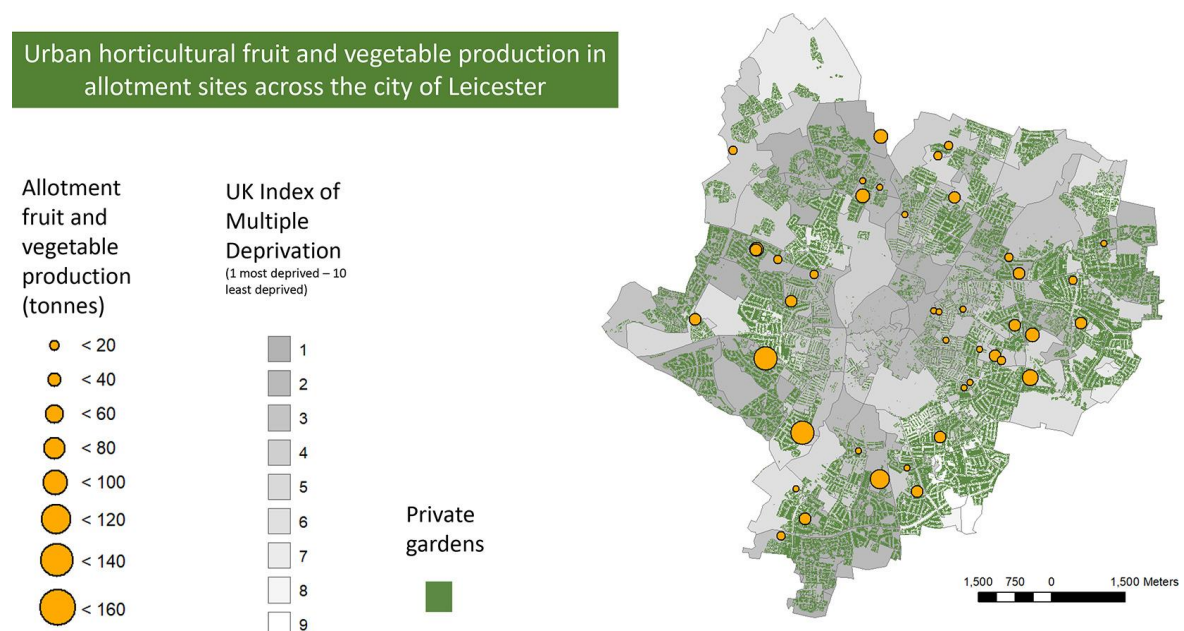 Urban horticultural fruit and vegetable production in
allotment sites across the city of Leicester
Allotment
fruit and
vegetable
production
(tonnes)
< 20
< 40
< 60
< 80
< 100
< 120
< 140
< 160
UK Index of
Multiple
Deprivation
(1 most deprived – 10
least deprived)
1
2
3
4
5
6
7
8
9
Private
gardens
1,500 750 0 1,500 Meters